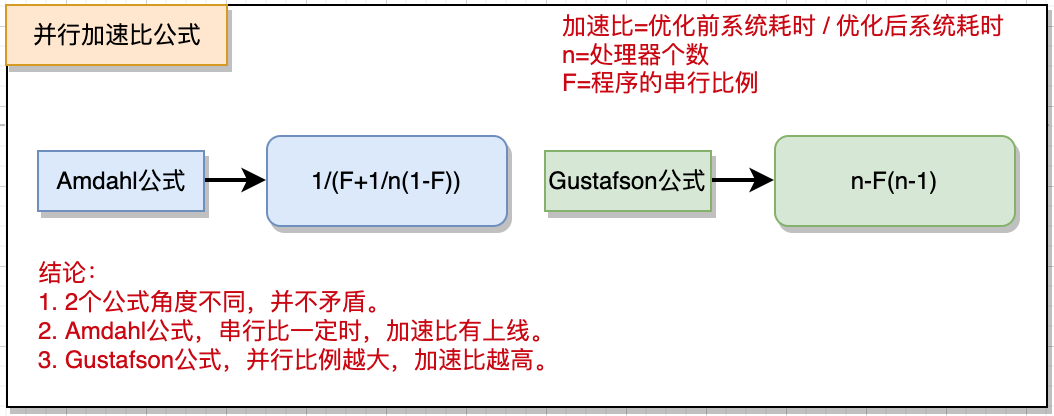 并行加速比公式
加速比=优化前系统耗时 / 优化后系统耗时
n=处理器个数
F=程序的串行比例
Amdahl公式
1/(F+1/n(1-F))
Gustafson公式
n-F(n-1)
结论：
1. 2个公式角度不同，并不矛盾。
2. Amdahl公式，串行比一定时，加速比有上线。
3. Gustafson公式，并行比例越大，加速比越高。